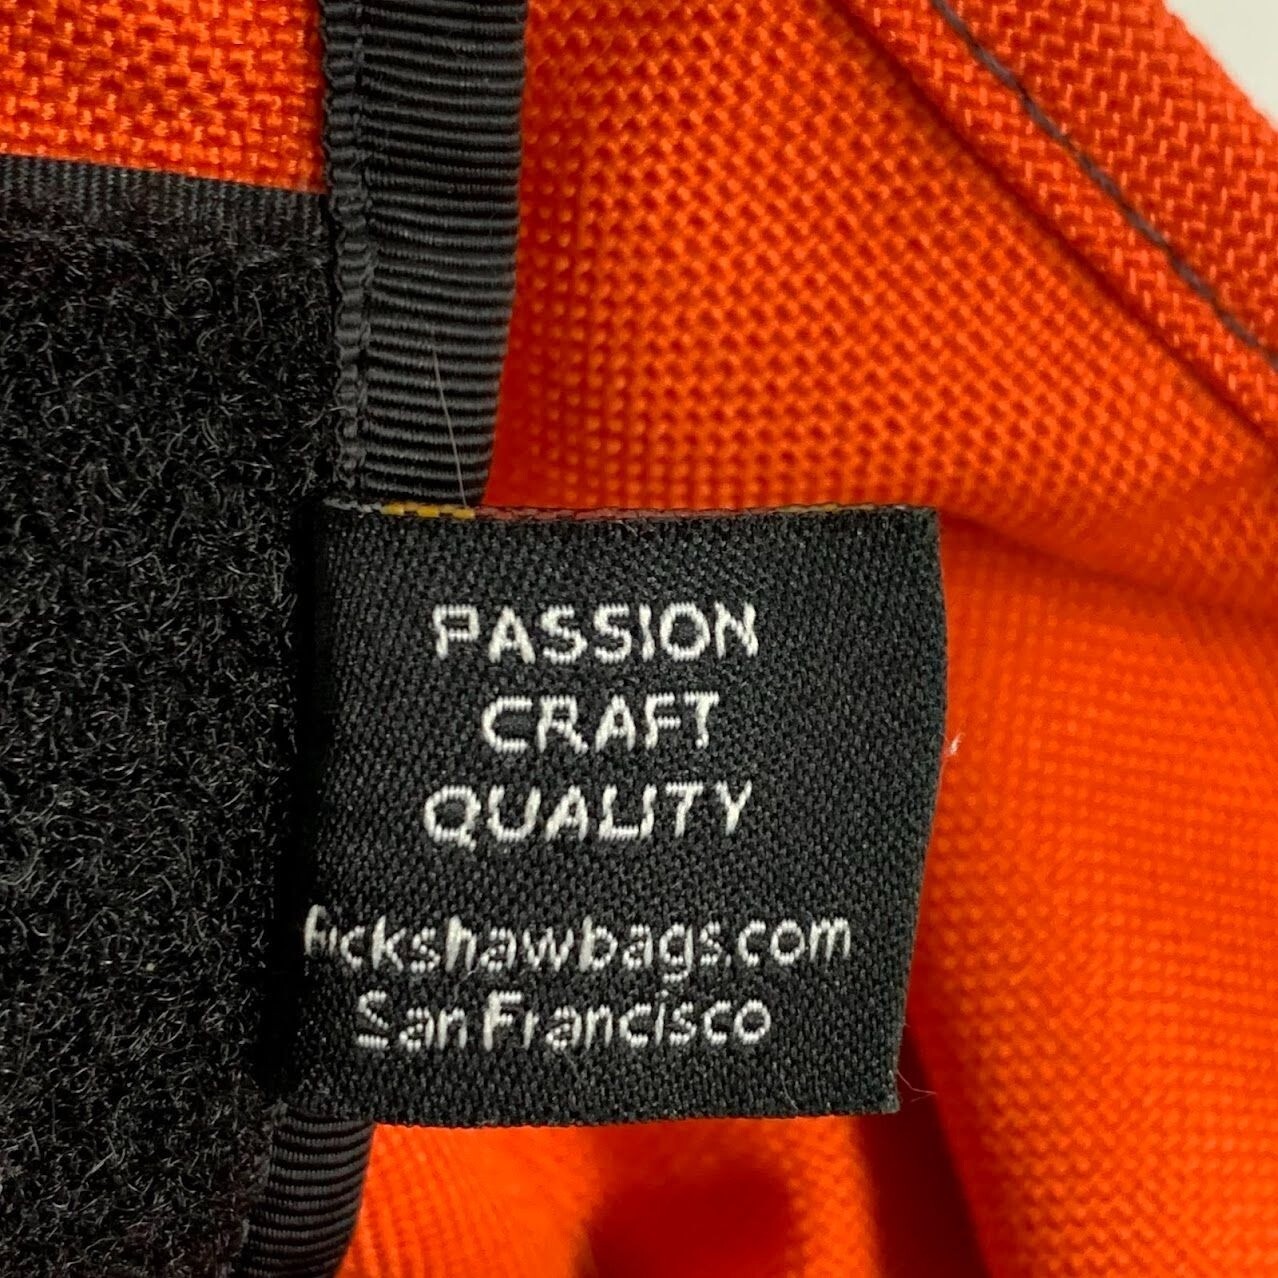 PASSION
CRAFT
QUALITY
rickshawbags.com
San Francisco